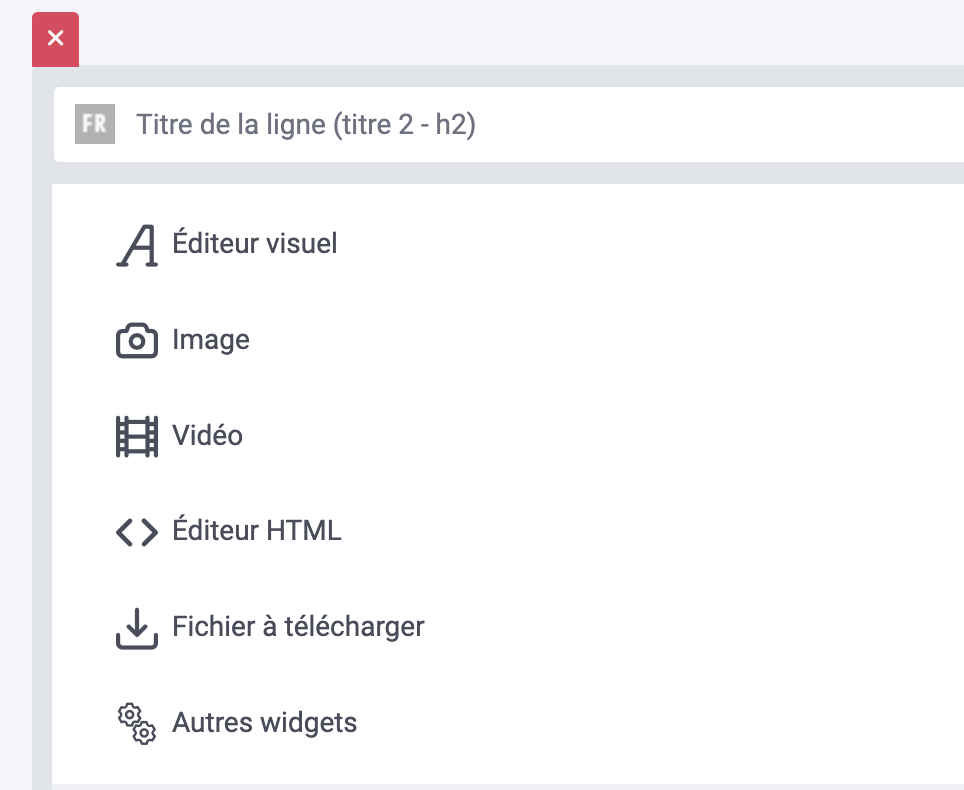 FR Titre de la ligne (titre 2 - h2)
Éditeur visuel
Image
Vidéo
Éditeur HTML
Fichier à télécharger
Autres widgets